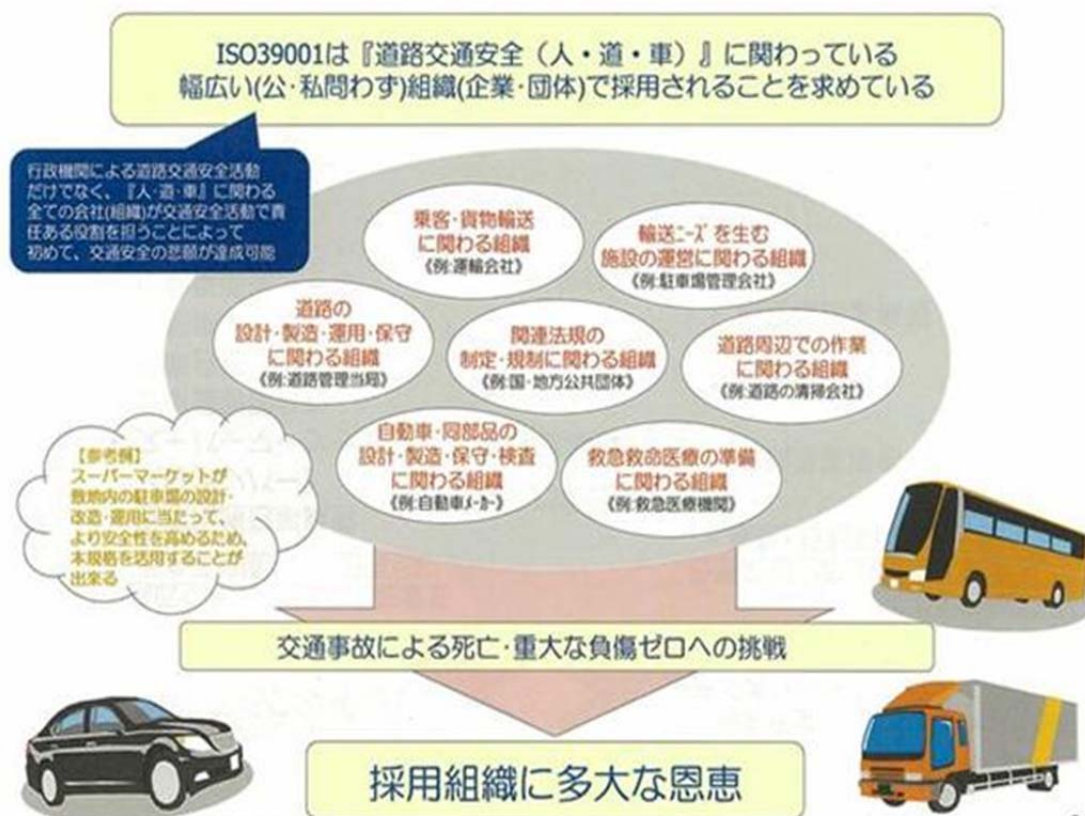 ISO39001は『道路交通安全（人・道・車）』に関わっている
幅広い(公・私問わず)組織(企業・団体)で採用されることを求めている
行政機関による道路交通安全活動
だけでなく、『人・道・車』に関わる
全ての会社(組織)が交通安全活動で責
任ある役割を担うことによって
初めて、交通安全の悲願が達成可能
乗客・貨物輸送
に関わる組織
《例:運輸会社》
輸送ニーズを生む
施設の運営に関わる組織
《例:駐車場管理会社》
道路の
設計・製造・運用・保守
に関わる組織
《例:道路管理当局》
関連法規の
制定・規制に関わる組織
《例:国・地方公共団体》
道路周辺での作業
に関わる組織
《例:道路の清掃会社》
自動車・同部品の
設計・製造・保守・検査
に関わる組織
《例:自動車メーカー》
救急救命医療の準備
に関わる組織
《例:救急医療機関》
【参考例】
スーパーマーケットが
敷地内の駐車場の設計・
改造・運用に当たって、
より安全性を高めるため、
本規格を活用することが
出来る
交通事故による死亡・重大な負傷ゼロへの挑戦
採用組織に多大な恩恵